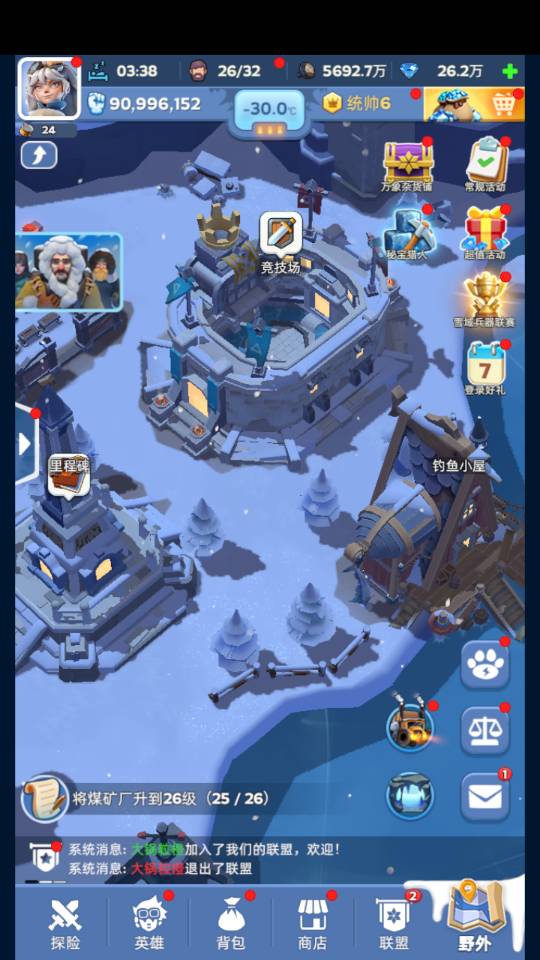 03:38 26/32 5692.7万 26.2万
90,996,152 -30.0℃ 统帅6
24
万象杂货铺 常规活动
竞技场
秘宝猎人 超值活动
雪域兵器联赛
7
登录好礼
里程碑
钓鱼小屋
1
将煤矿厂升到26级（25 / 26）
系统消息: 大锅蛟橙加入了我们的联盟，欢迎！
系统消息: 大锅蛟橙退出了联盟
2
探险 英雄 背包 商店 联盟 野外